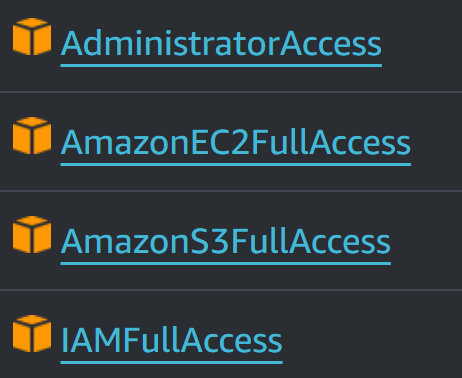 AdministratorAccess
AmazonEC2FullAccess
AmazonS3FullAccess
IAMFullAccess